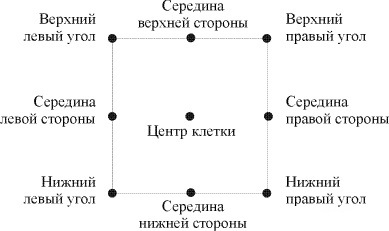 Верхний
левый угол
Середина
верхней стороны
Верхний
правый угол
Середина
левой стороны
Центр клетки
Середина
правой стороны
Нижний
левый угол
Середина
нижней стороны
Нижний
правый угол